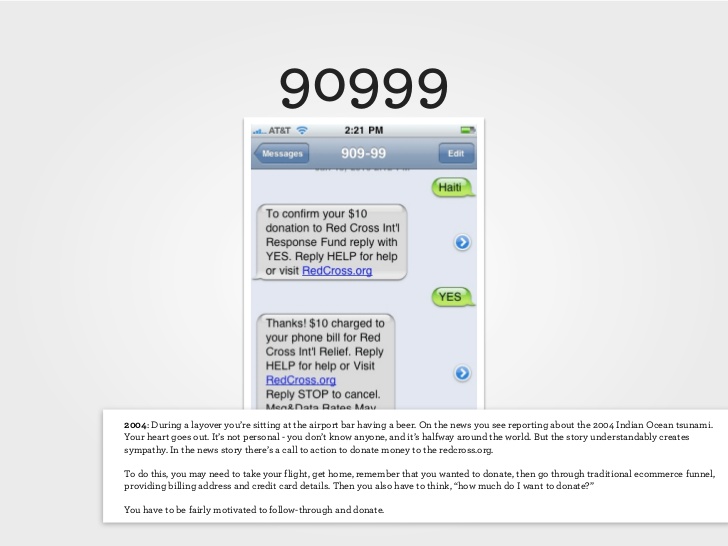 90999
AT&T
2:21 PM
Messages
909-99
Edit
Haiti
To confirm your $10
donation to Red Cross Int'l
Response Fund reply with
YES. Reply HELP for help
or visit RedCross.org
YES
Thanks! $10 charged to
your phone bill for Red
Cross Int'l Relief. Reply
HELP for help or Visit
RedCross.org
Reply STOP to cancel.
Msg&Data Rates May
2004: During a layover you're sitting at the airport bar having a beer. On the news you see reporting about the 2004 Indian Ocean tsunami.
Your heart goes out. It's not personal - you don't know anyone, and it's halfway around the world. But the story understandably creates
sympathy. In the news story there's a call to action to donate money to the redcross.org.
To do this, you may need to take your flight, get home, remember that you wanted to donate, then go through traditional ecommerce funnel,
providing billing address and credit card details. Then you also have to think, "how much do I want to donate?"
You have to be fairly motivated to follow-through and donate.